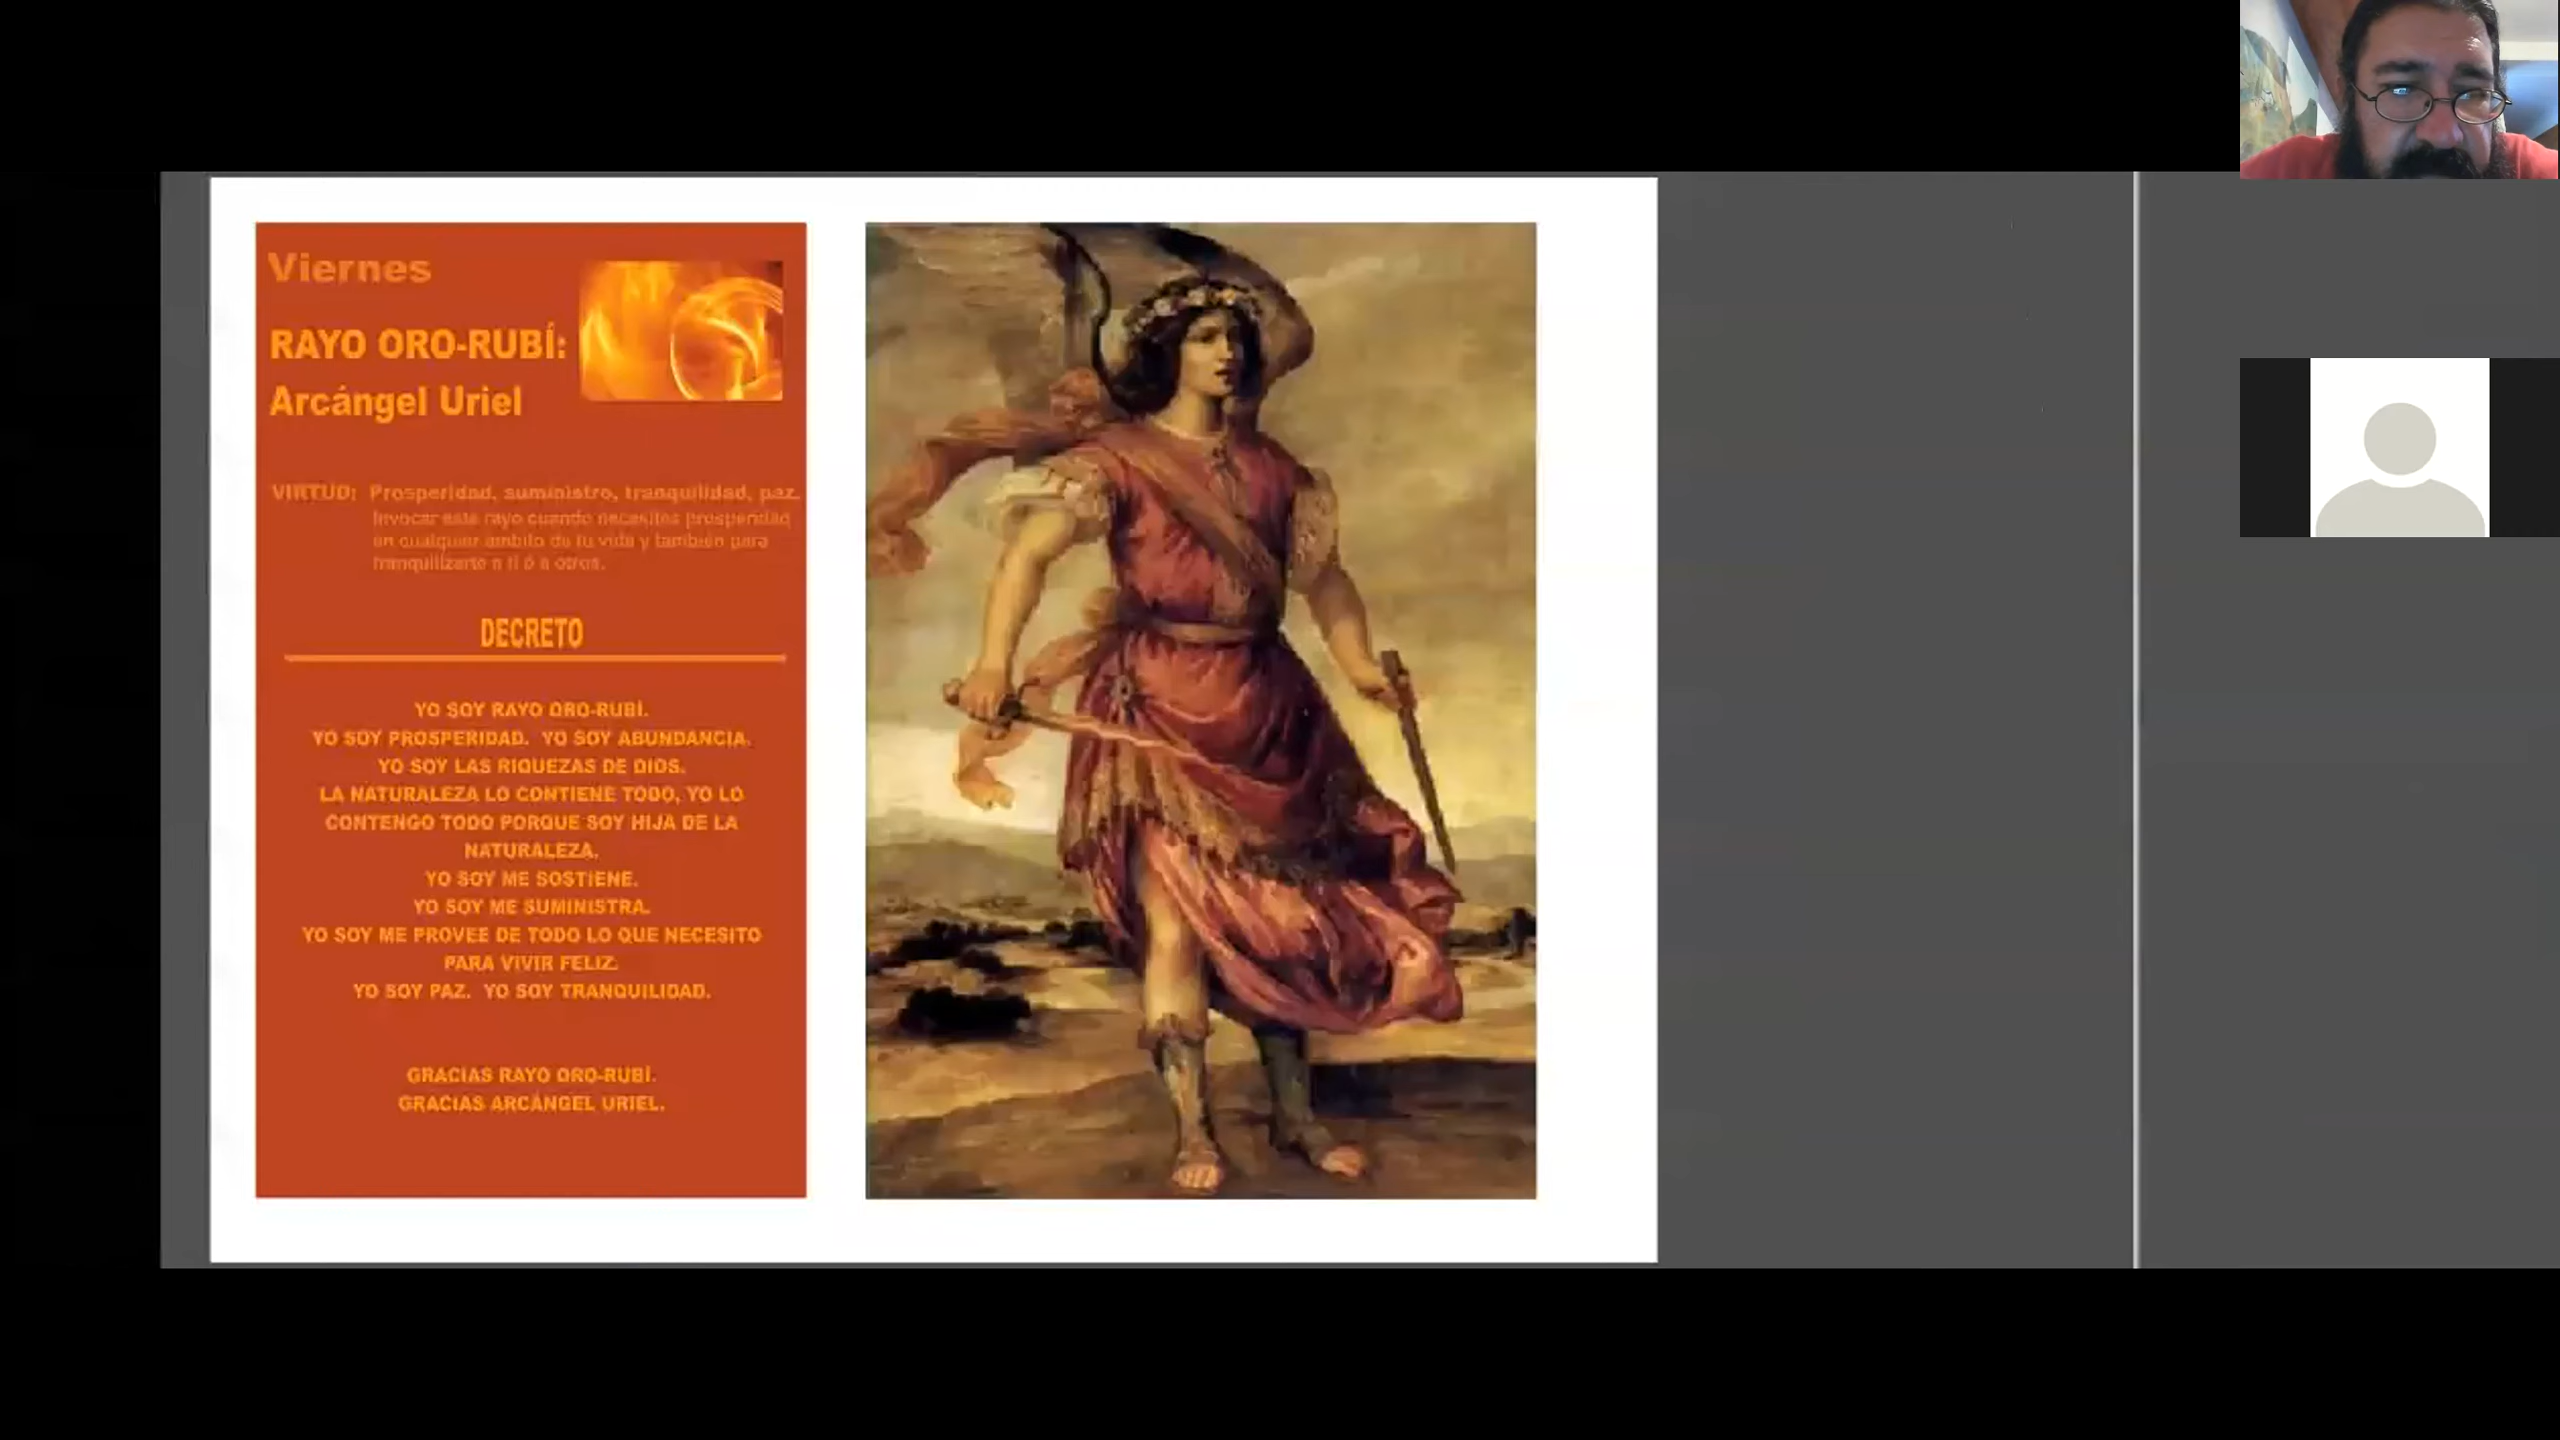 Viernes
RAYO ORO-RUBÍ:
Arcángel Uriel
VIRTUD: Prosperidad, suministro, tranquilidad, paz.
Invocar este rayo cuando necesites prosperidad
en cualquier ámbito de tu vida y también para
tranquilizarte a ti ó a otros.
DECRETO
YO SOY RAYO ORO-RUBÍ.
YO SOY PROSPERIDAD. YO SOY ABUNDANCIA.
YO SOY LAS RIQUEZAS DE DIOS.
LA NATURALEZA LO CONTIENE TODO, YO LO
CONTENGO TODO PORQUE SOY HIJA DE LA
NATURALEZA.
YO SOY ME SOSTIENE.
YO SOY ME SUMINISTRA.
YO SOY ME PROVEE DE TODO LO QUE NECESITO
PARA VIVIR FELIZ.
YO SOY PAZ. YO SOY TRANQUILIDAD.
GRACIAS RAYO ORO-RUBÍ.
GRACIAS ARCÁNGEL URIEL.